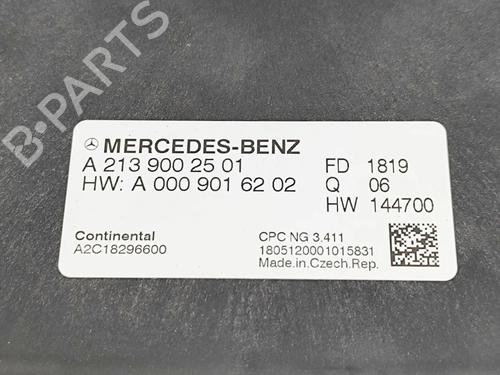 B-PARTS
MERCEDES-BENZ
A 213 900 25 01 FD 1819
HW: A 000 901 62 02 Q 06
HW 144700
Continental CPC NG 3.411
A2C18296600 1805120001015831
Made.in.Czech.Rep.